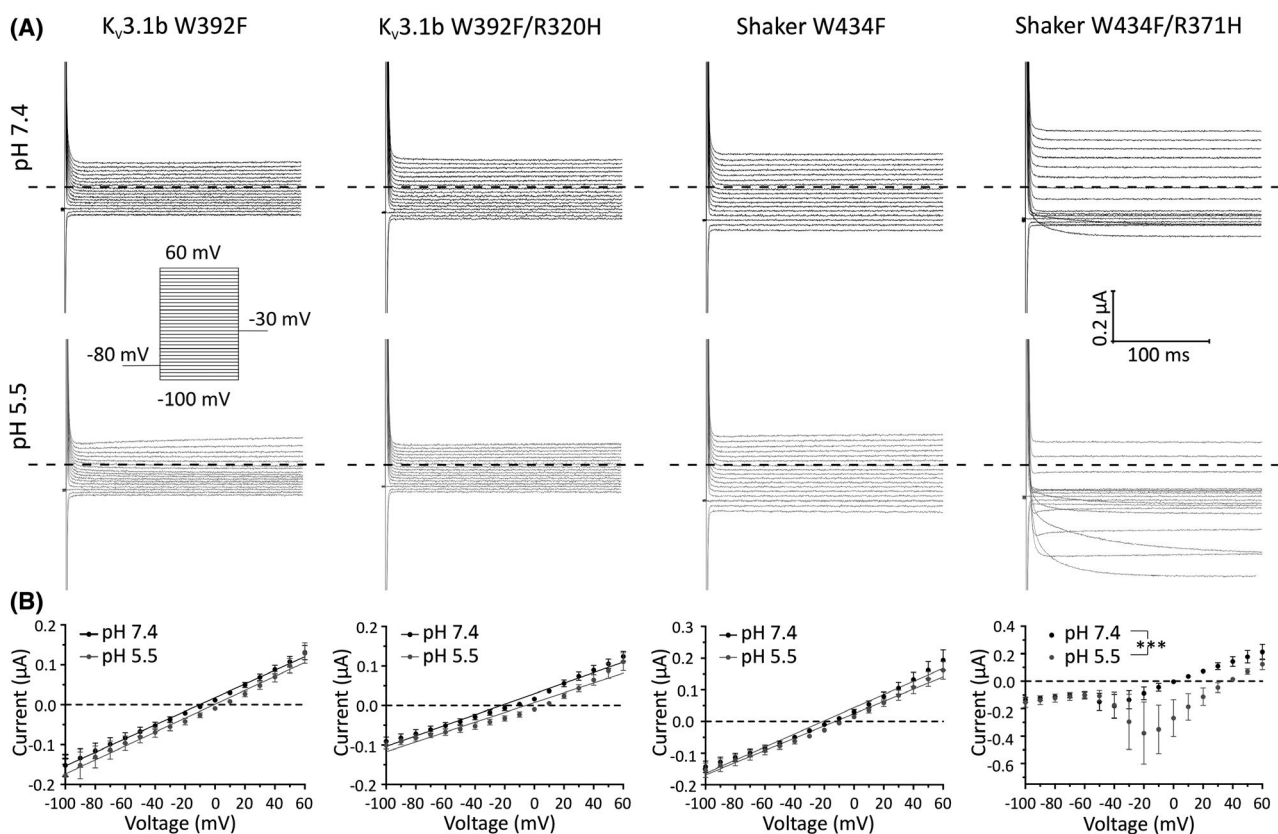 (A)
Kv3.1b W392F
Kv3.1b W392F/R320H
Shaker W434F
Shaker W434F/R371H
pH 7.4
60 mV
-30 mV
-80 mV
-100 mV
0.2 µA
100 ms
pH 5.5
(B)
Current (µA)
0.2
0.1
0.0
-0.1
-0.2
pH 7.4
pH 5.5
-100 -80 -60 -40 -20 0 20 40 60
Voltage (mV)
Current (µA)
0.2
0.1
0.0
-0.1
-0.2
pH 7.4
pH 5.5
-100 -80 -60 -40 -20 0 20 40 60
Voltage (mV)
Current (µA)
0.3
0.2
0.1
0.0
-0.1
-0.2
pH 7.4
pH 5.5
-100 -80 -60 -40 -20 0 20 40 60
Voltage (mV)
Current (µA)
0.4
0.2
0.0
-0.2
-0.4
-0.6
pH 7.4
pH 5.5
***
-100 -80 -60 -40 -20 0 20 40 60
Voltage (mV)